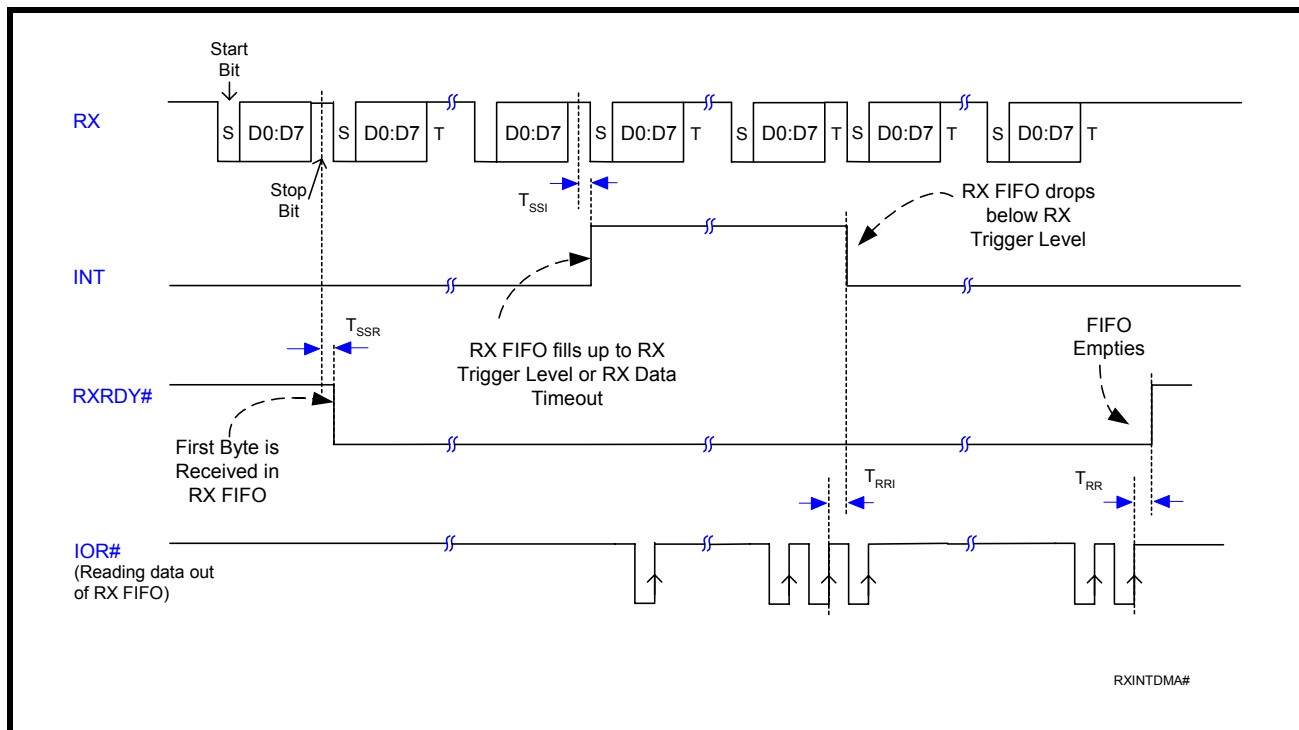 Start
Bit
RX
S D0:D7 S D0:D7 T D0:D7 S D0:D7 T S D0:D7 T S D0:D7 T S D0:D7 T
Stop
Bit
TSSI
RX FIFO drops
below RX
Trigger Level
INT
TSSR
RX FIFO fills up to RX
Trigger Level or RX Data
Timeout
FIFO
Empties
RXRDY#
First Byte is
Received in
RX FIFO
TRRI
TRR
IOR#
(Reading data out
of RX FIFO)
RXINTDMA#